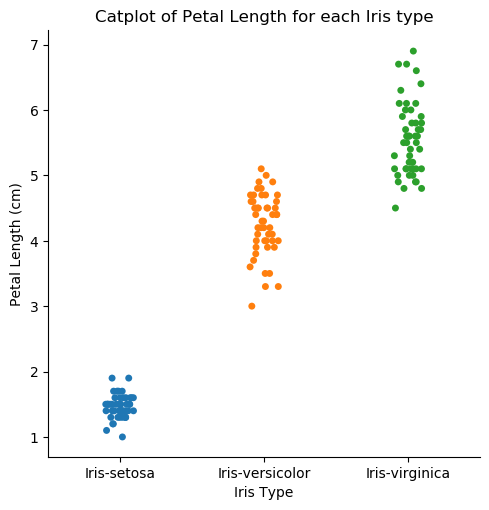 Catplot of Petal Length for each Iris type
7
6
5
4
3
2
1
Petal Length (cm)
Iris-setosa Iris-versicolor Iris-virginica
Iris Type